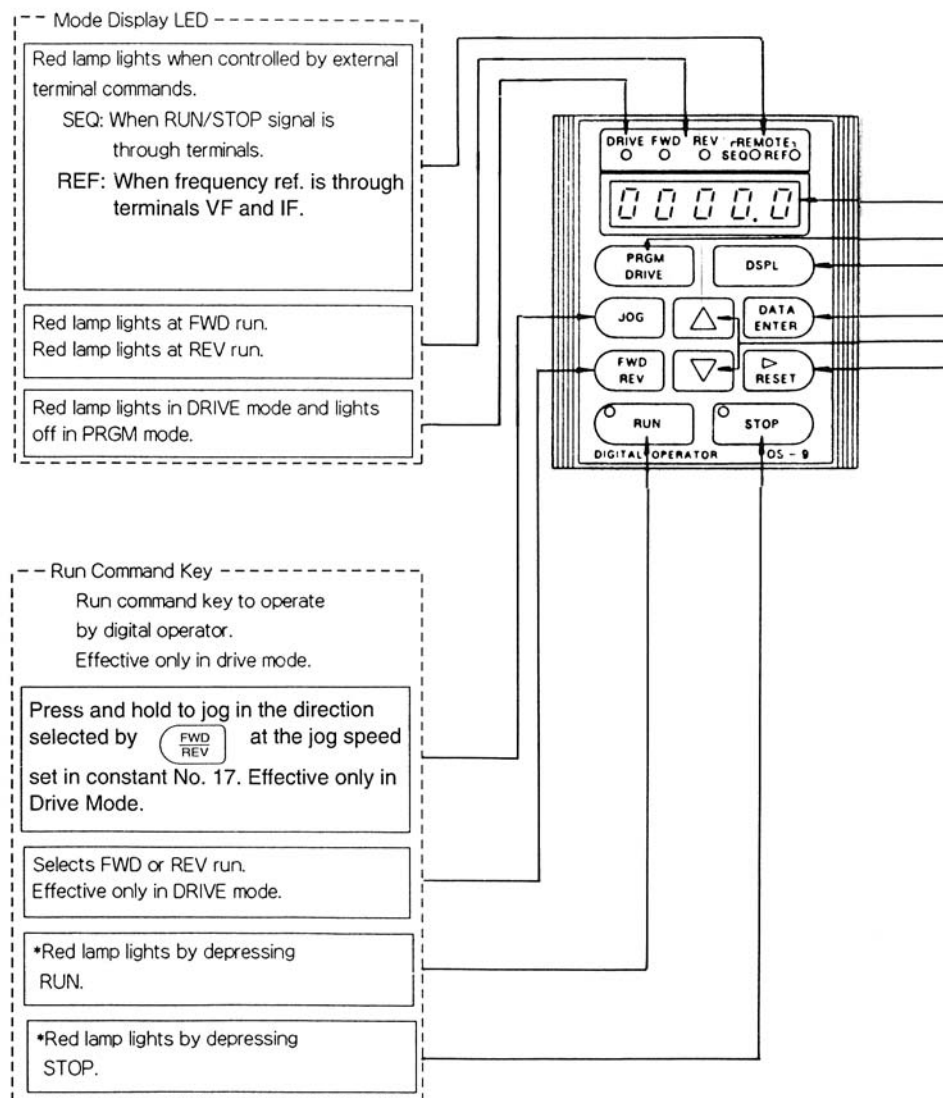 Mode Display LED
Red lamp lights when controlled by external
terminal commands.
SEQ: When RUN/STOP signal is
through terminals.
REF: When frequency ref. is through
terminals VF and IF.
Red lamp lights at FWD run.
Red lamp lights at REV run.
Red lamp lights in DRIVE mode and lights
off in PRGM mode.
DRIVE FWD REV REMOTE
SEQ REF
0000.0
PRGM
DRIVE
DSPL
JOG
DATA
ENTER
FWD
REV
RESET
RUN
STOP
DIGITAL OPERATOR OS - 9
Run Command Key
Run command key to operate
by digital operator.
Effective only in drive mode.
Press and hold to jog in the direction
selected by FWD REV at the jog speed
set in constant No. 17. Effective only in
Drive Mode.
Selects FWD or REV run.
Effective only in DRIVE mode.
*Red lamp lights by depressing
RUN.
*Red lamp lights by depressing
STOP.